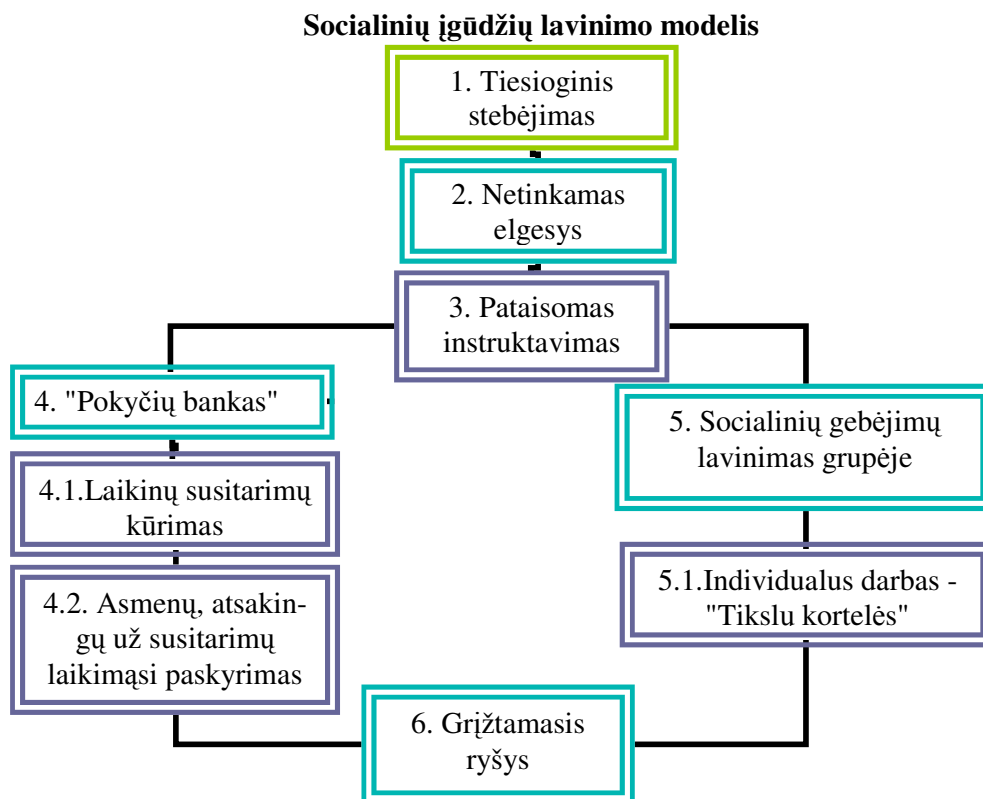 Socialinių įgūdžių lavinimo modelis
1. Tiesioginis
stebėjimas
2. Netinkamas
elgesys
3. Pataisomas
instruktavimas
4. "Pokyčių bankas"
4.1.Laikinų susitarimų
kūrimas
4.2. Asmenų, atsakin-
gų už susitarimų
laikimąsi paskyrimas
5. Socialinių gebėjimų
lavinimas grupėje
5.1.Individualus darbas -
"Tikslu kortelės"
6. Grįžtamasis
ryšys